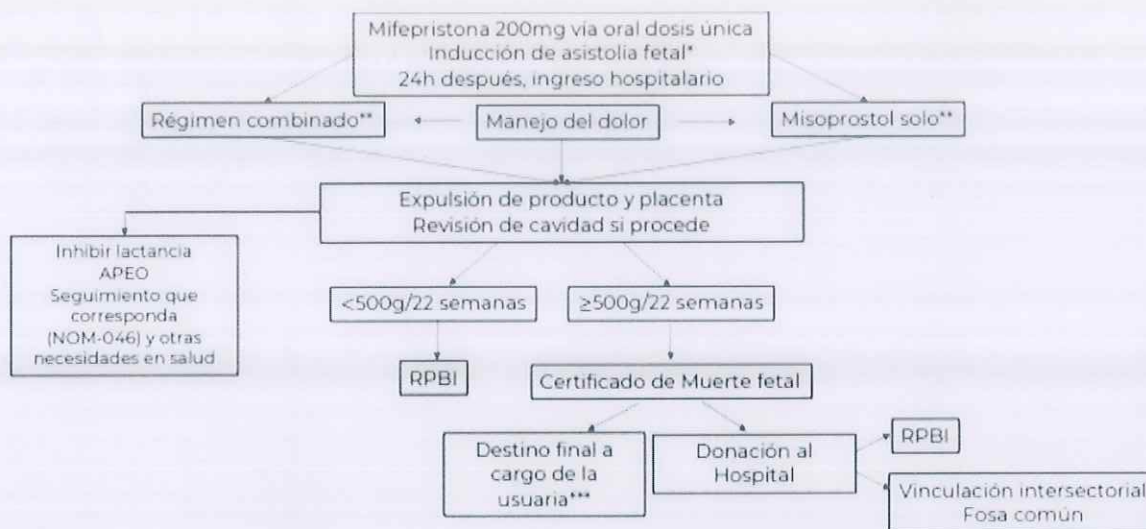 Mifepristona 200mg vía oral dosis única
Inducción de asistolia fetal*
24h después, ingreso hospitalario
Régimen combinado**
Manejo del dolor
Misoprostol solo**
Expulsión de producto y placenta
Revisión de cavidad si procede
Inhibir lactancia
APEO
Seguimiento que
corresponda
(NOM-046) y otras
necesidades en salud
<500g/22 semanas
≥500g/22 semanas
RPBI
Certificado de Muerte fetal
Destino final a
cargo de la
usuaria***
Donación al
Hospital
RPBI
Vinculación intersectorial
Fosa común